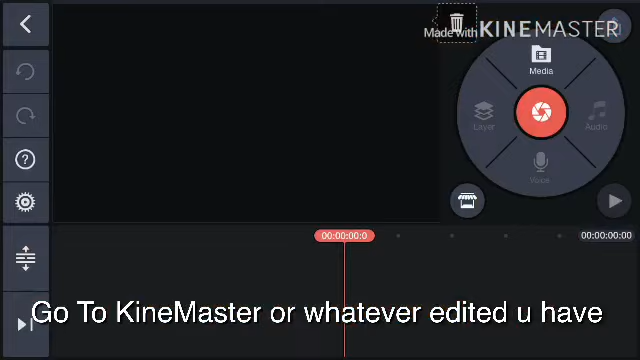 Made with KINEMASTER
Media
Layer
Audio
Voice
00:00:00:0
00:00:00:00
Go To KineMaster or whatever edited u have